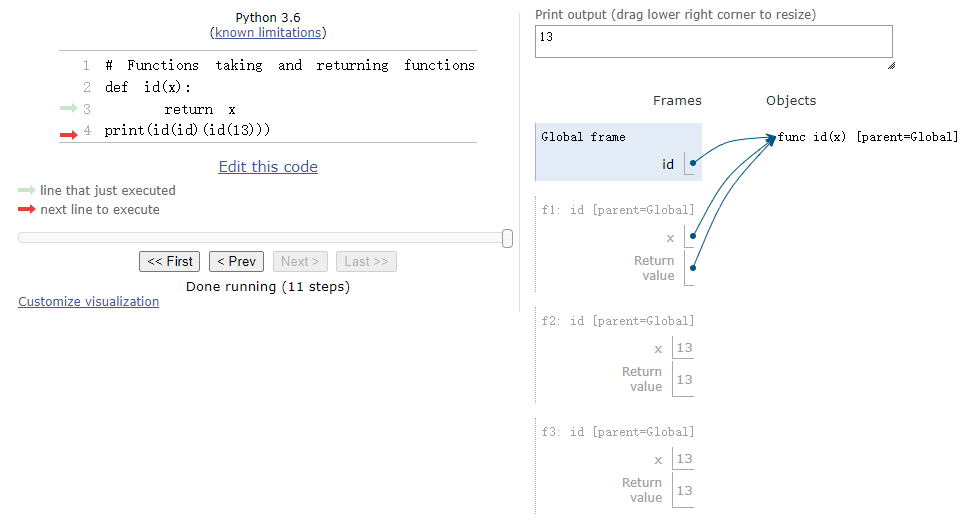 Python 3.6
(known limitations)
1 # Functions taking and returning functions
2 def id(x):
3 return x
4 print(id(id)(id(13)))
Edit this code
line that just executed
next line to execute
<< First < Prev Next > Last >>
Done running (11 steps)
Customize visualization
Print output (drag lower right corner to resize)
13
Frames Objects
Global frame
id
func id(x) [parent=Global]
f1: id [parent=Global]
x
Return
value
f2: id [parent=Global]
x 13
Return
value 13
f3: id [parent=Global]
x 13
Return
value 13